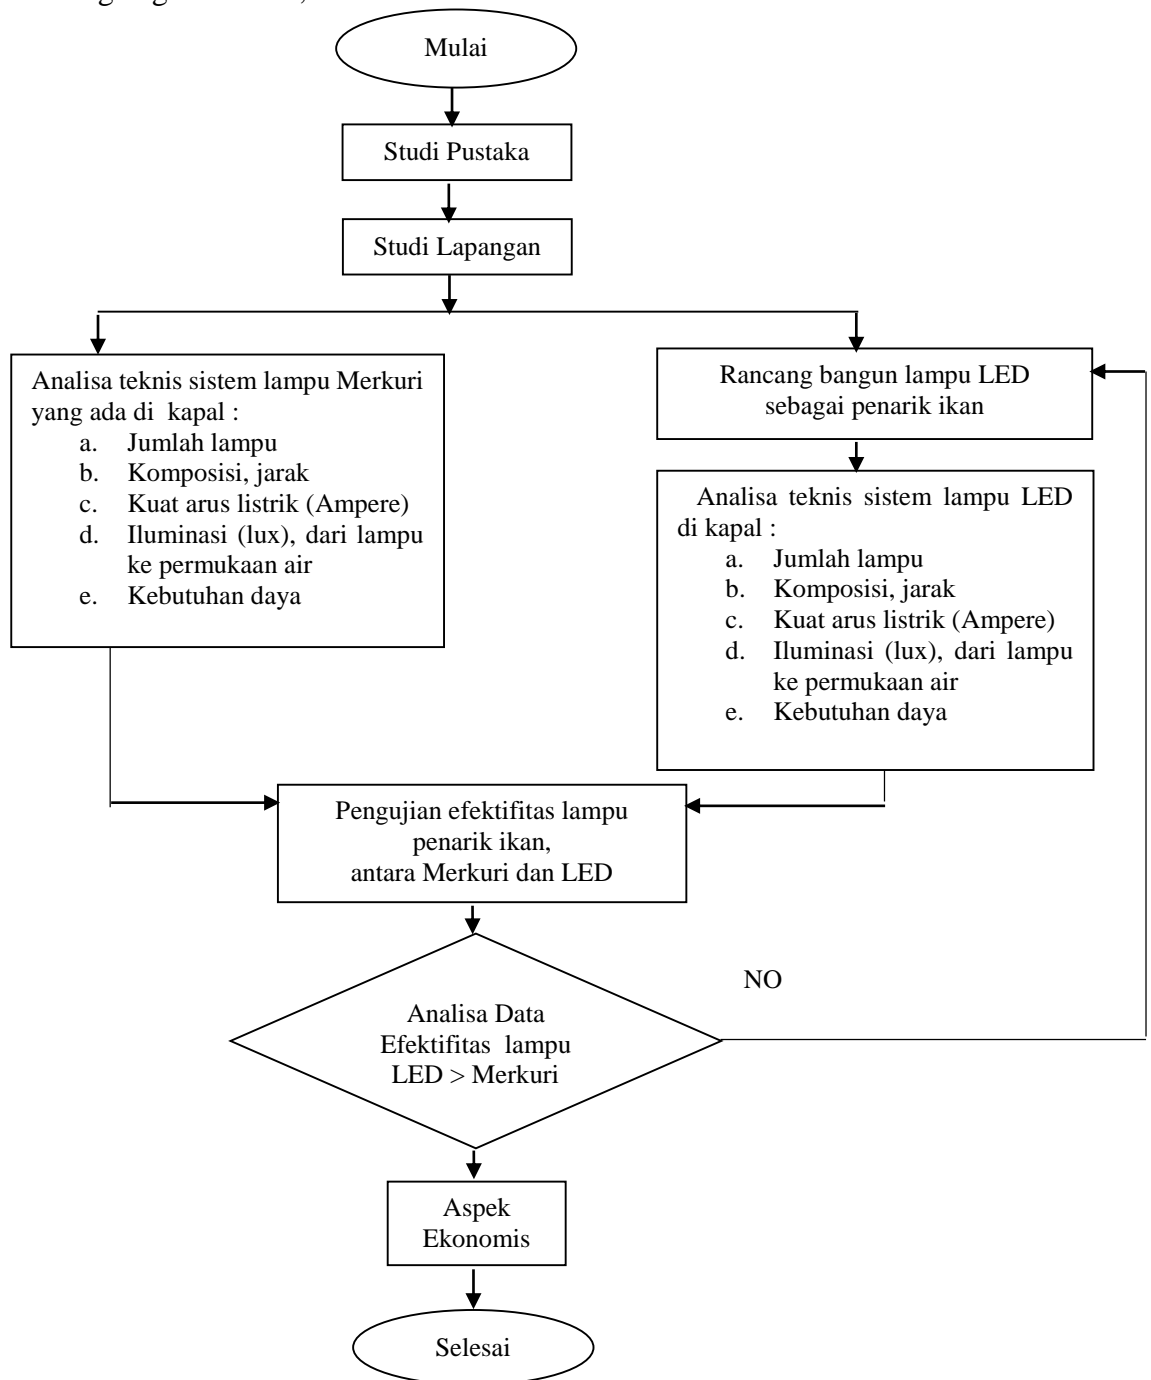 Mulai
Studi Pustaka
Studi Lapangan
Analisa teknis sistem lampu Merkuri
yang ada di kapal :
a. Jumlah lampu
b. Komposisi, jarak
c. Kuat arus listrik (Ampere)
d. Iluminasi (lux), dari lampu
ke permukaan air
e. Kebutuhan daya
Rancang bangun lampu LED
sebagai penarik ikan
Analisa teknis sistem lampu LED
di kapal :
a. Jumlah lampu
b. Komposisi, jarak
c. Kuat arus listrik (Ampere)
d. Iluminasi (lux), dari lampu
ke permukaan air
e. Kebutuhan daya
Pengujian efektifitas lampu
penarik ikan,
antara Merkuri dan LED
NO
Analisa Data
Efektifitas lampu
LED > Merkuri
Aspek
Ekonomis
Selesai